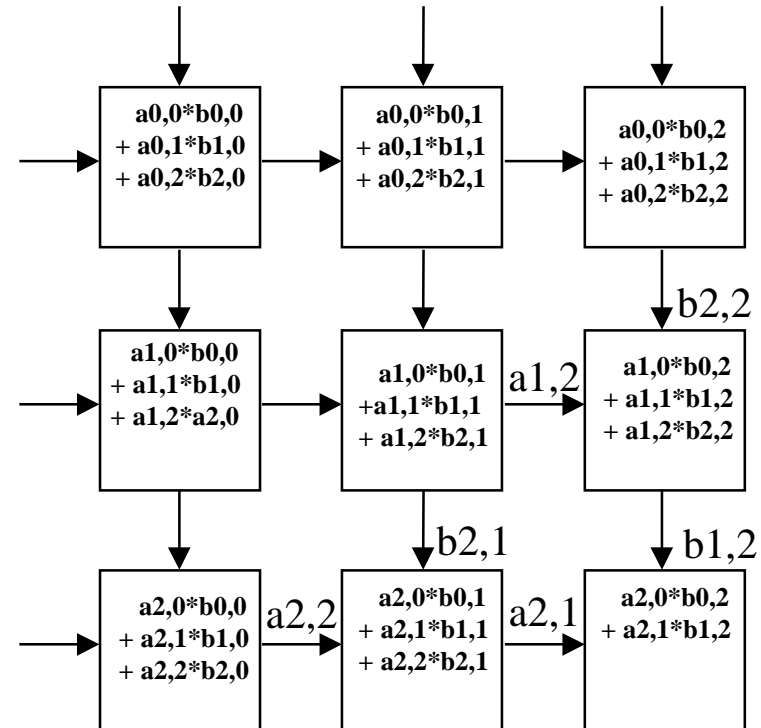 a0,0*b0,0
+ a0,1*b1,0
+ a0,2*b2,0
a0,0*b0,1
+ a0,1*b1,1
+ a0,2*b2,1
a0,0*b0,2
+ a0,1*b1,2
+ a0,2*b2,2
b2,2
a1,0*b0,0
+ a1,1*b1,0
+ a1,2*a2,0
a1,0*b0,1
+a1,1*b1,1
+ a1,2*b2,1
a1,2
a1,0*b0,2
+ a1,1*b1,2
+ a1,2*b2,2
b2,1
b1,2
a2,0*b0,0
+ a2,1*b1,0
+ a2,2*b2,0
a2,2
a2,0*b0,1
+ a2,1*b1,1
+ a2,2*b2,1
a2,1
a2,0*b0,2
+ a2,1*b1,2